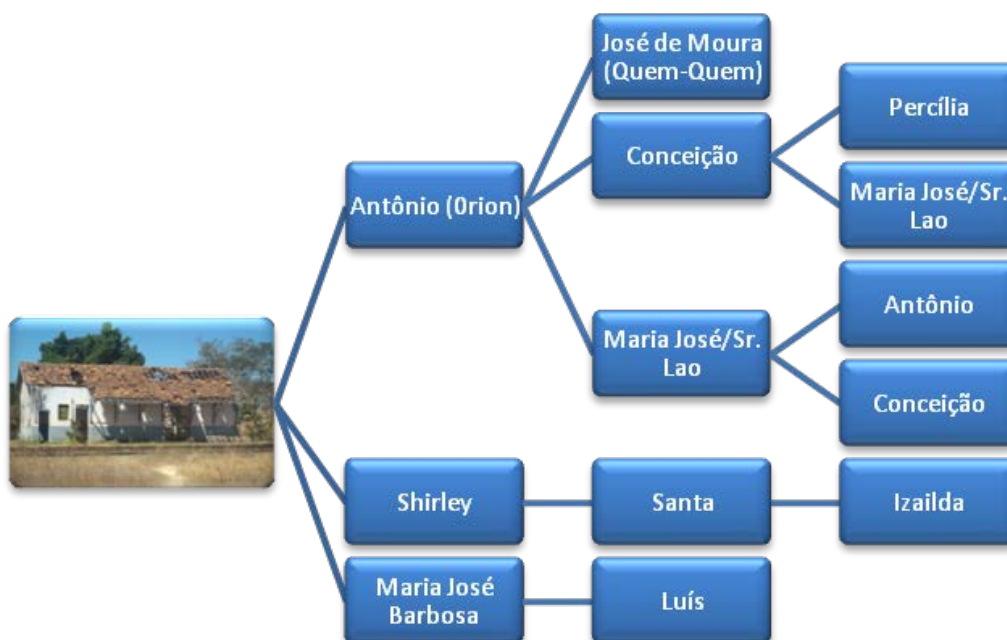 José de Moura
(Quem-Quem)
Percília
Conceição
Maria José/Sr.
Lao
Antônio (0rion)
Antônio
Maria José/Sr.
Lao
Conceição
Shirley
Santa
Izailda
Maria José
Barbosa
Luís